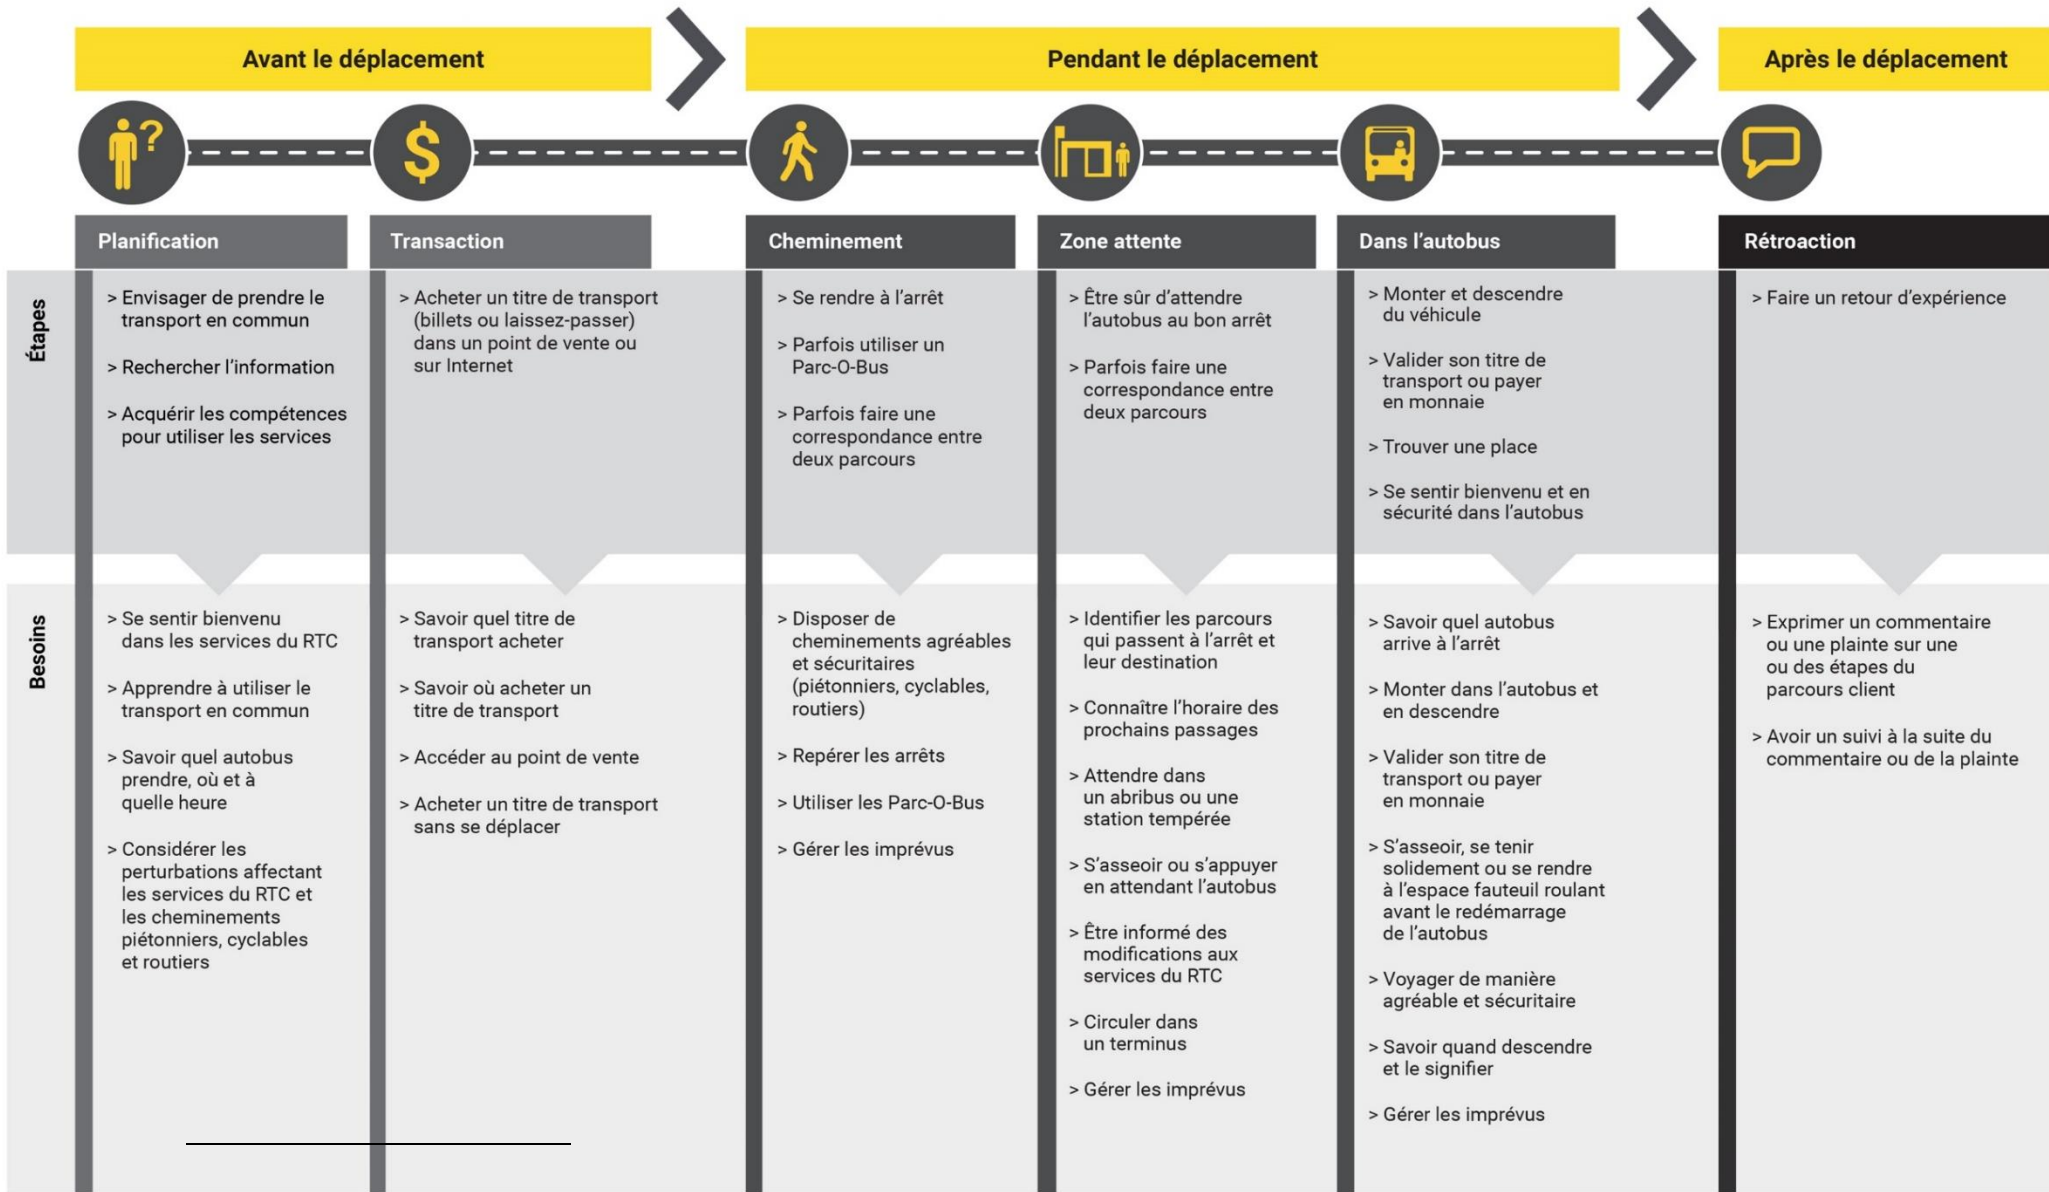 Avant le déplacement
Pendant le déplacement
Après le déplacement
?
$
Planification
Transaction
Cheminement
Zone attente
Dans l'autobus
Rétroaction
Étapes
> Envisager de prendre le
transport en commun
> Rechercher l'information
> Acquérir les compétences
pour utiliser les services
> Acheter un titre de transport
(billets ou laissez-passer)
dans un point de vente ou
sur Internet
> Se rendre à l'arrêt
> Parfois utiliser un
Parc-O-Bus
> Parfois faire une
correspondance entre
deux parcours
> Être sûr d'attendre
l'autobus au bon arrêt
> Parfois faire une
correspondance entre
deux parcours
> Monter et descendre
du véhicule
> Valider son titre de
transport ou payer
en monnaie
> Trouver une place
> Se sentir bienvenu et en
sécurité dans l'autobus
> Faire un retour d'expérience
Besoins
> Se sentir bienvenu
dans les services du RTC
> Apprendre à utiliser le
transport en commun
> Savoir quel autobus
prendre, où et à
quelle heure
> Considérer les
perturbations affectant
les services du RTC et
les cheminements
piétonniers, cyclables
et routiers
> Savoir quel titre de
transport acheter
> Savoir où acheter un
titre de transport
> Accéder au point de vente
> Acheter un titre de transport
sans se déplacer
> Disposer de
cheminements agréables
et sécuritaires
(piétonniers, cyclables,
routiers)
> Repérer les arrêts
> Utiliser les Parc-O-Bus
> Gérer les imprévus
> Identifier les parcours
qui passent à l'arrêt et
leur destination
> Connaître l'horaire des
prochains passages
> Attendre dans
un abribus ou une
station tempérée
> S'asseoir ou s'appuyer
en attendant l'autobus
> Être informé des
modifications aux
services du RTC
> Circuler dans
un terminus
> Gérer les imprévus
> Savoir quel autobus
arrive à l'arrêt
> Monter dans l'autobus et
en descendre
> Valider son titre de
transport ou payer
en monnaie
> S'asseoir, se tenir
solidement ou se rendre
à l'espace fauteuil roulant
avant le redémarrage
de l'autobus
> Voyager de manière
agréable et sécuritaire
> Savoir quand descendre
et le signifier
> Gérer les imprévus
> Exprimer un commentaire
ou une plainte sur une
ou des étapes du
parcours client
> Avoir un suivi à la suite du
commentaire ou de la plainte